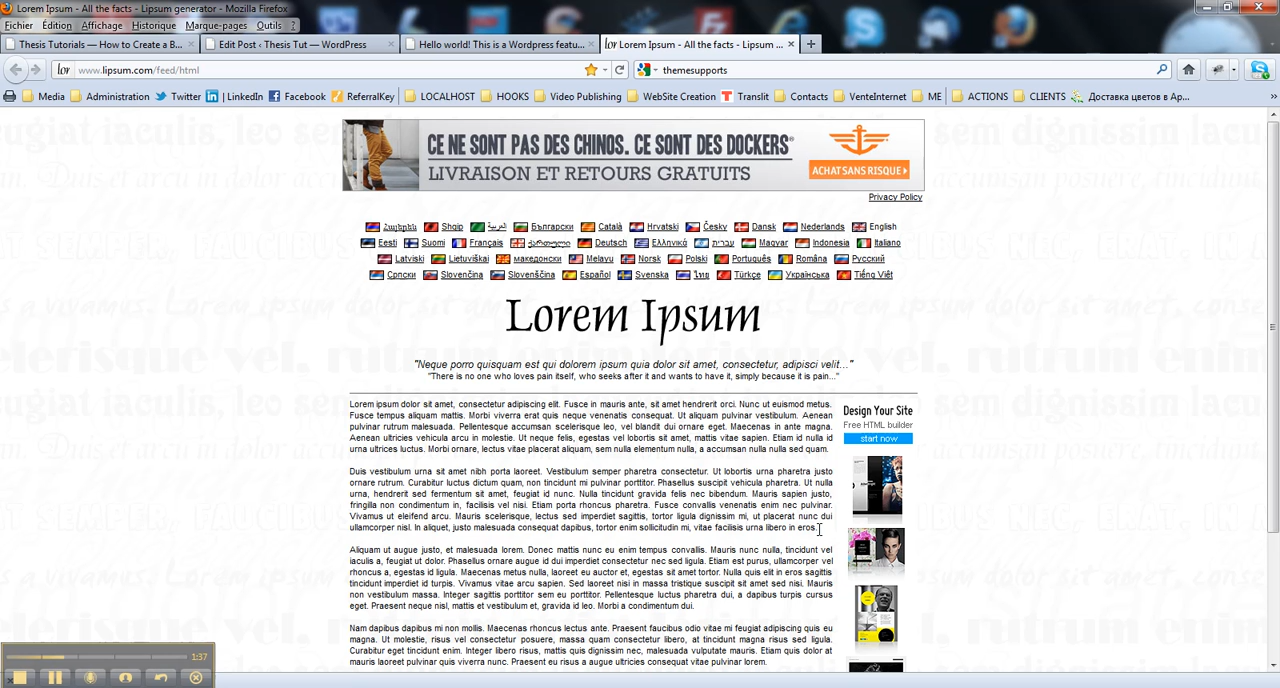 Lorem Ipsum - All the facts - Lipsum generator - Mozilla Firefox
Fichier Édition Affichage Historique Marque-pages Outils ?
Thesis Tutorials — How to Create a B... Edit Post ‹ Thesis Tut — WordPress Hello world! This is a Wordpress featu... Lorem Ipsum - All the facts - Lipsum ...
www.lipsum.com/feed/html themesupports
Media Administration Twitter LinkedIn Facebook ReferralKey LOCALHOST HOOKS Video Publishing WebSite Creation Translit Contacts VenteInternet ME ACTIONS CLIENTS Доставка цветов в Ар...
CE NE SONT PAS DES CHINOS. CE SONT DES DOCKERS®
LIVRAISON ET RETOURS GRATUITS
ACHAT SANS RISQUE
Privacy Policy
Հայերեն Shqip العربية Български Català Hrvatski Česky Dansk Nederlands English
Eesti Suomi Français ქართული Deutsch Ελληνικά עברית Magyar Indonesia Italiano
Latviski Lietuviškai македонски Melayu Norsk Polski Português Româna Русский
Српски Slovenčina Slovenščina Español Svenska ไทย Türkçe Українська Tiếng Việt
Lorem Ipsum
"Neque porro quisquam est qui dolorem ipsum quia dolor sit amet, consectetur, adipisci velit..."
"There is no one who loves pain itself, who seeks after it and wants to have it, simply because it is pain..."
Lorem ipsum dolor sit amet, consectetur adipiscing elit. Fusce in mauris ante, sit amet hendrerit orci. Nunc ut euismod metus.
Fusce tempus aliquam mattis. Morbi viverra erat quis neque venenatis consequat. Ut aliquam pulvinar vestibulum. Aenean
pulvinar rutrum malesuada. Pellentesque accumsan scelerisque leo, vel blandit dui ornare eget. Maecenas in ante magna.
Aenean ultricies vehicula arcu in molestie. Ut neque felis, egestas vel lobortis sit amet, mattis vitae sapien. Etiam id nulla id
urna ultrices luctus. Morbi ornare, lectus vitae placerat aliquam, sem nulla elementum nulla, a accumsan nulla nulla sed quam.
Duis vestibulum urna sit amet nibh porta laoreet. Vestibulum semper pharetra consectetur. Ut lobortis urna pharetra justo
ornare rutrum. Curabitur luctus dictum quam, non tincidunt mi pulvinar porttitor. Phasellus suscipit vehicula pharetra. Ut nulla
urna, hendrerit sed fermentum sit amet, feugiat id nunc. Nulla tincidunt gravida felis nec bibendum. Mauris sapien justo,
fringilla non condimentum in, facilisis vel nisi. Etiam porta rhoncus pharetra. Fusce convallis venenatis enim nec pulvinar.
Vivamus ut eleifend arcu. Mauris scelerisque, lectus sed imperdiet sagittis, tortor ligula dignissim mi, ut placerat nunc dui
ullamcorper nisl. In aliquet, justo malesuada consequat dapibus, tortor enim sollicitudin mi, vitae facilisis urna libero in eros.
Aliquam ut augue justo, et malesuada lorem. Donec mattis nunc eu enim tempus convallis. Mauris nunc nulla, tincidunt vel
iaculis a, feugiat ut dolor. Phasellus ornare augue id dui imperdiet consectetur nec sed ligula. Etiam est purus, ullamcorper vel
rhoncus a, egestas id ligula. Maecenas metus nulla, laoreet eu auctor et, egestas sit amet dolor. Nulla quis elit in eros sagittis
tincidunt imperdiet id turpis. Vivamus vitae arcu sapien. Sed laoreet nisi in massa tristique suscipit sit amet sed nisi. Mauris
non vestibulum massa. Integer sagittis porttitor sem eu porttitor. Pellentesque luctus pharetra dui, a dapibus turpis cursus
eget. Praesent neque nisl, mattis et vestibulum et, gravida id leo. Morbi a condimentum dui.
Nam dapibus dapibus mi non mollis. Maecenas rhoncus lectus ante. Praesent faucibus odio vitae mi feugiat adipiscing quis eu
magna. Ut molestie, risus vel consectetur posuere, massa quam consectetur libero, at tincidunt magna risus sed ligula.
Curabitur eget lorem enim, eget blandit lorem. Integer rhoncus libero risus, mattis quis dignissim nec, malesuada vulputate mauris. Etiam quis dolor a
mauris laoreet pulvinar quis viverra nunc. Praesent eu risus a augue ultricies consequat vitae pulvinar lorem.
Design Your Site
Free HTML builder
start now
1:37